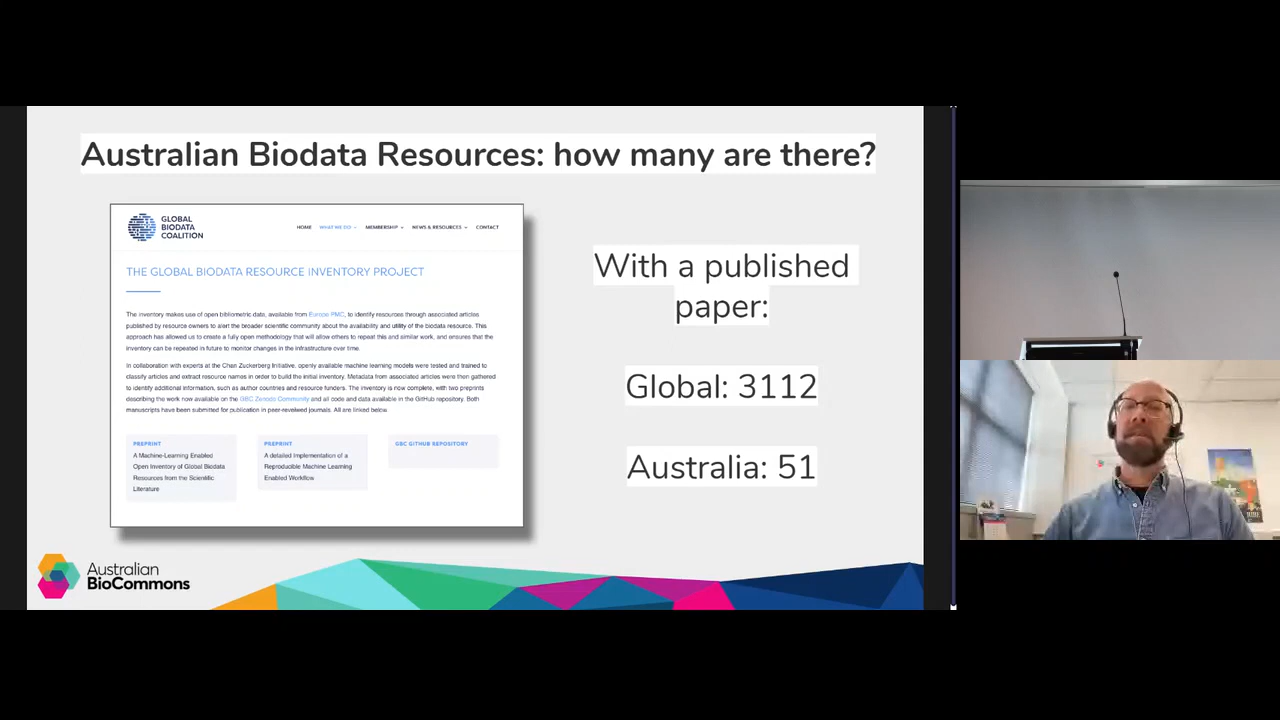 Australian Biodata Resources: how many are there?
GLOBAL
BIODATA
COALITION
HOME WHAT WE DO MEMBERSHIP NEWS & RESOURCES CONTACT
THE GLOBAL BIODATA RESOURCE INVENTORY PROJECT
The inventory makes use of open bibliometric data, available from Europe PMC, to identify resources through associated articles
published by resource owners to alert the broader scientific community about the availability and utility of the biodata resource. This
approach has allowed us to create a fully open methodology that will allow others to repeat this and similar work, and ensures that the
inventory can be repeated in future to monitor changes in the infrastructure over time.
In collaboration with experts at the Chan Zuckerberg Initiative, openly available machine learning models were tested and trained to
classify articles and extract resource names in order to build the initial inventory. Metadata from associated articles were then gathered
to identify additional information, such as author countries and resource funders. The inventory is now complete, with two preprints
describing the work now available on the GBC Zenodo Community and all code and data available in the GitHub repository. Both
manuscripts have been submitted for publication in peer-reveiwed journals. All are linked below.
PREPRINT
A Machine-Learning Enabled
Open Inventory of Global Biodata
Resources from the Scientific
Literature
PREPRINT
A detailed Implementation of a
Reproducible Machine Learning
Enabled Workflow
GBC GITHUB REPOSITORY
With a published
paper:
Global: 3112
Australia: 51
Australian
BioCommons